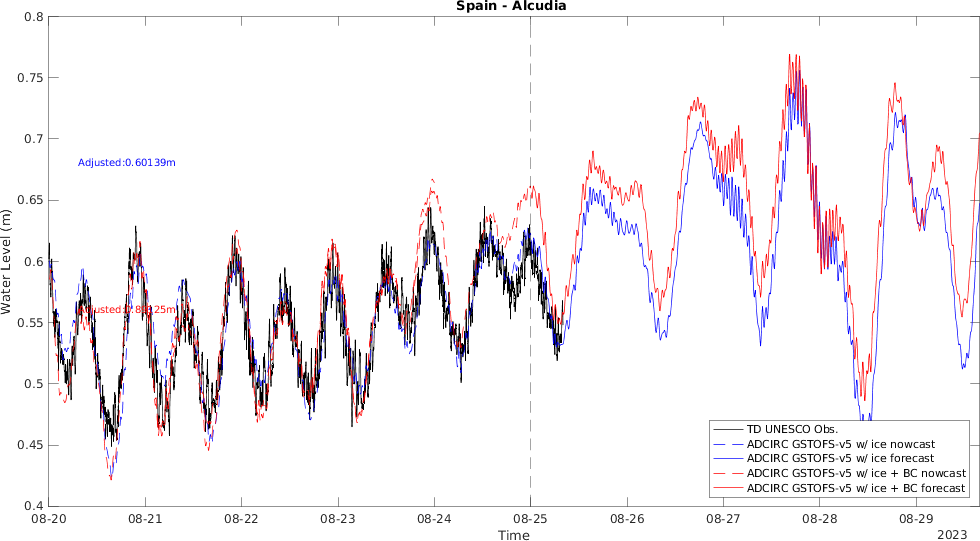 Spain - Alcudia
0.8
0.75
0.7
0.65
0.6
0.55
0.5
0.45
0.4
Water Level (m)
Adjusted:0.60139m
TD UNESCO Obs.
ADCIRC GSTOFS-v5 w/ ice nowcast
ADCIRC GSTOFS-v5 w/ ice forecast
ADCIRC GSTOFS-v5 w/ ice + BC nowcast
ADCIRC GSTOFS-v5 w/ ice + BC forecast
08-20 08-21 08-22 08-23 08-24 08-25 08-26 08-27 08-28 08-29
Time
2023